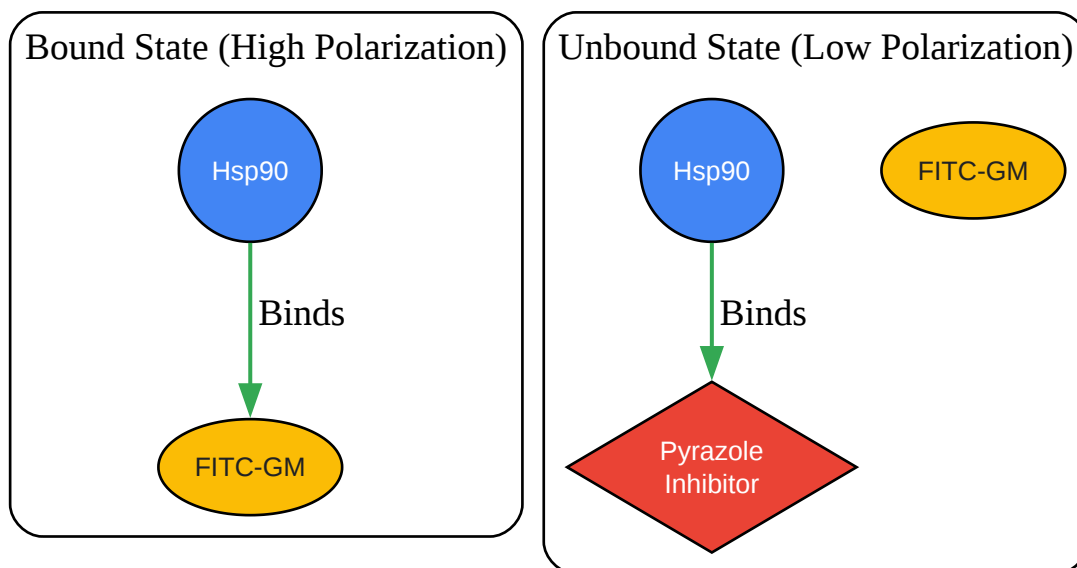 Bound State (High Polarization)
Hsp90
Binds
FITC-GM
Unbound State (Low Polarization)
Hsp90
FITC-GM
Binds
Pyrazole
Inhibitor